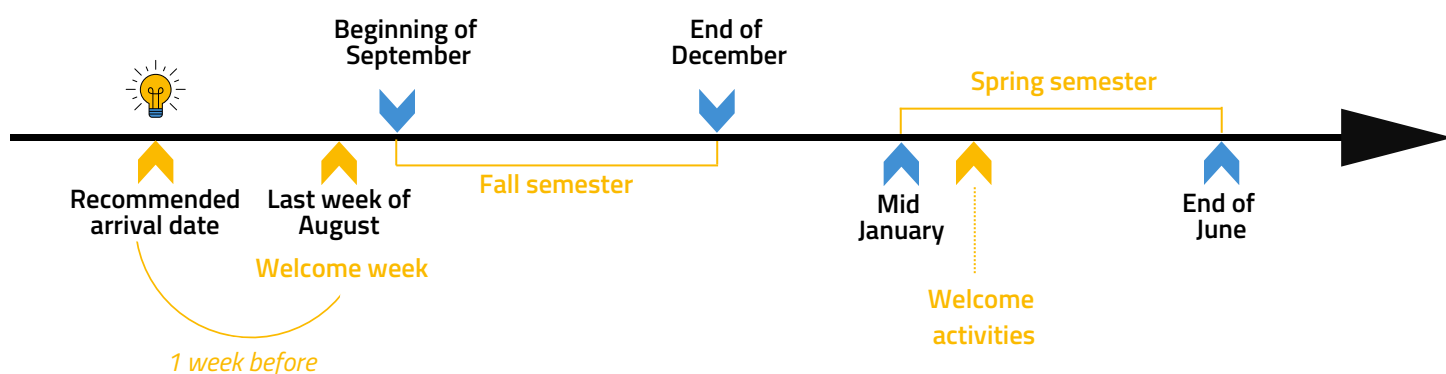 Beginning of
September
End of
December
Spring semester
Fall semester
Recommended
arrival date
Last week of
August
Mid
January
End of
June
Welcome week
Welcome
activities
1 week before